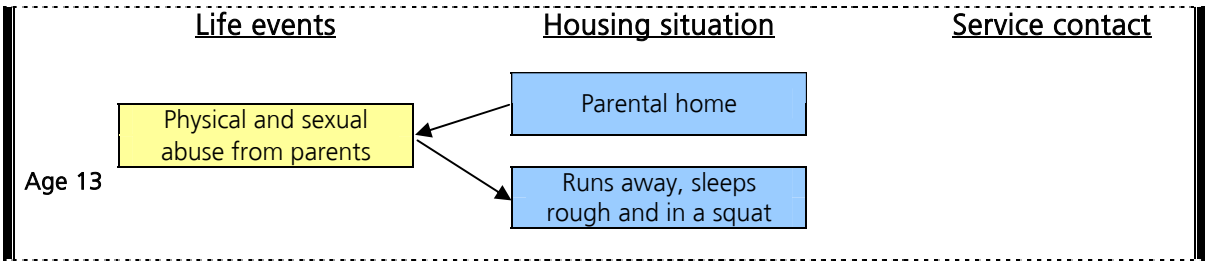 Life events
Housing situation
Service contact
Parental home
Physical and sexual
abuse from parents
Age 13
Runs away, sleeps
rough and in a squat